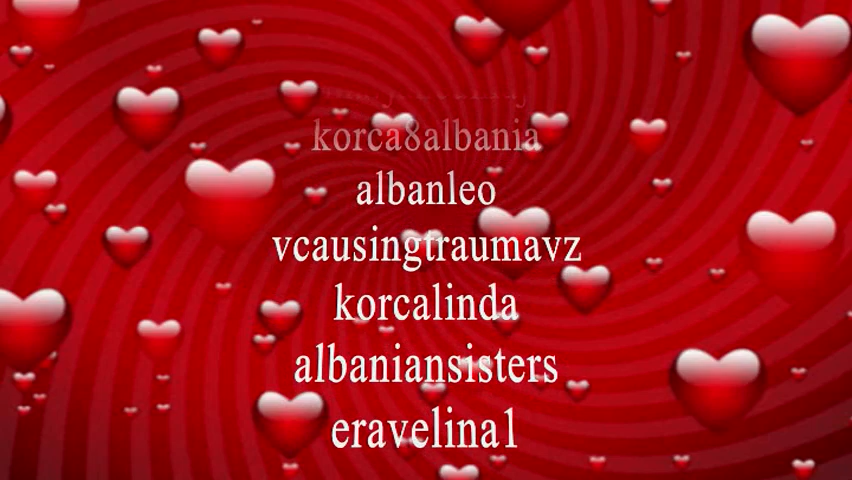 korca8albania
albanleo
vcausingtraumavz
korcalinda
albaniansisters
eravelina1